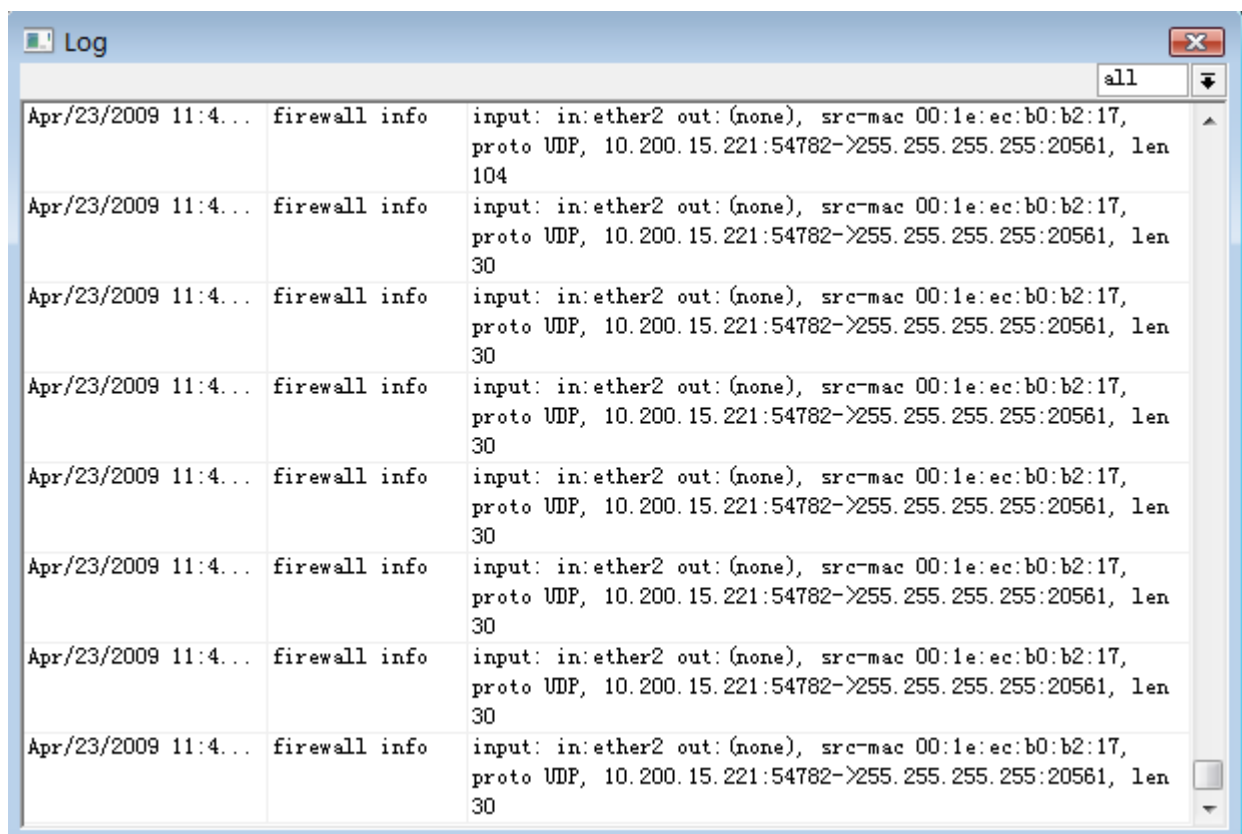 Log
all
Apr/23/2009 11:4... firewall info input: in:ether2 out:(none), src-mac 00:1e:ec:b0:b2:17,
proto UDP, 10.200.15.221:54782->255.255.255.255:20561, len
104
Apr/23/2009 11:4... firewall info input: in:ether2 out:(none), src-mac 00:1e:ec:b0:b2:17,
proto UDP, 10.200.15.221:54782->255.255.255.255:20561, len
30
Apr/23/2009 11:4... firewall info input: in:ether2 out:(none), src-mac 00:1e:ec:b0:b2:17,
proto UDP, 10.200.15.221:54782->255.255.255.255:20561, len
30
Apr/23/2009 11:4... firewall info input: in:ether2 out:(none), src-mac 00:1e:ec:b0:b2:17,
proto UDP, 10.200.15.221:54782->255.255.255.255:20561, len
30
Apr/23/2009 11:4... firewall info input: in:ether2 out:(none), src-mac 00:1e:ec:b0:b2:17,
proto UDP, 10.200.15.221:54782->255.255.255.255:20561, len
30
Apr/23/2009 11:4... firewall info input: in:ether2 out:(none), src-mac 00:1e:ec:b0:b2:17,
proto UDP, 10.200.15.221:54782->255.255.255.255:20561, len
30
Apr/23/2009 11:4... firewall info input: in:ether2 out:(none), src-mac 00:1e:ec:b0:b2:17,
proto UDP, 10.200.15.221:54782->255.255.255.255:20561, len
30
Apr/23/2009 11:4... firewall info input: in:ether2 out:(none), src-mac 00:1e:ec:b0:b2:17,
proto UDP, 10.200.15.221:54782->255.255.255.255:20561, len
30